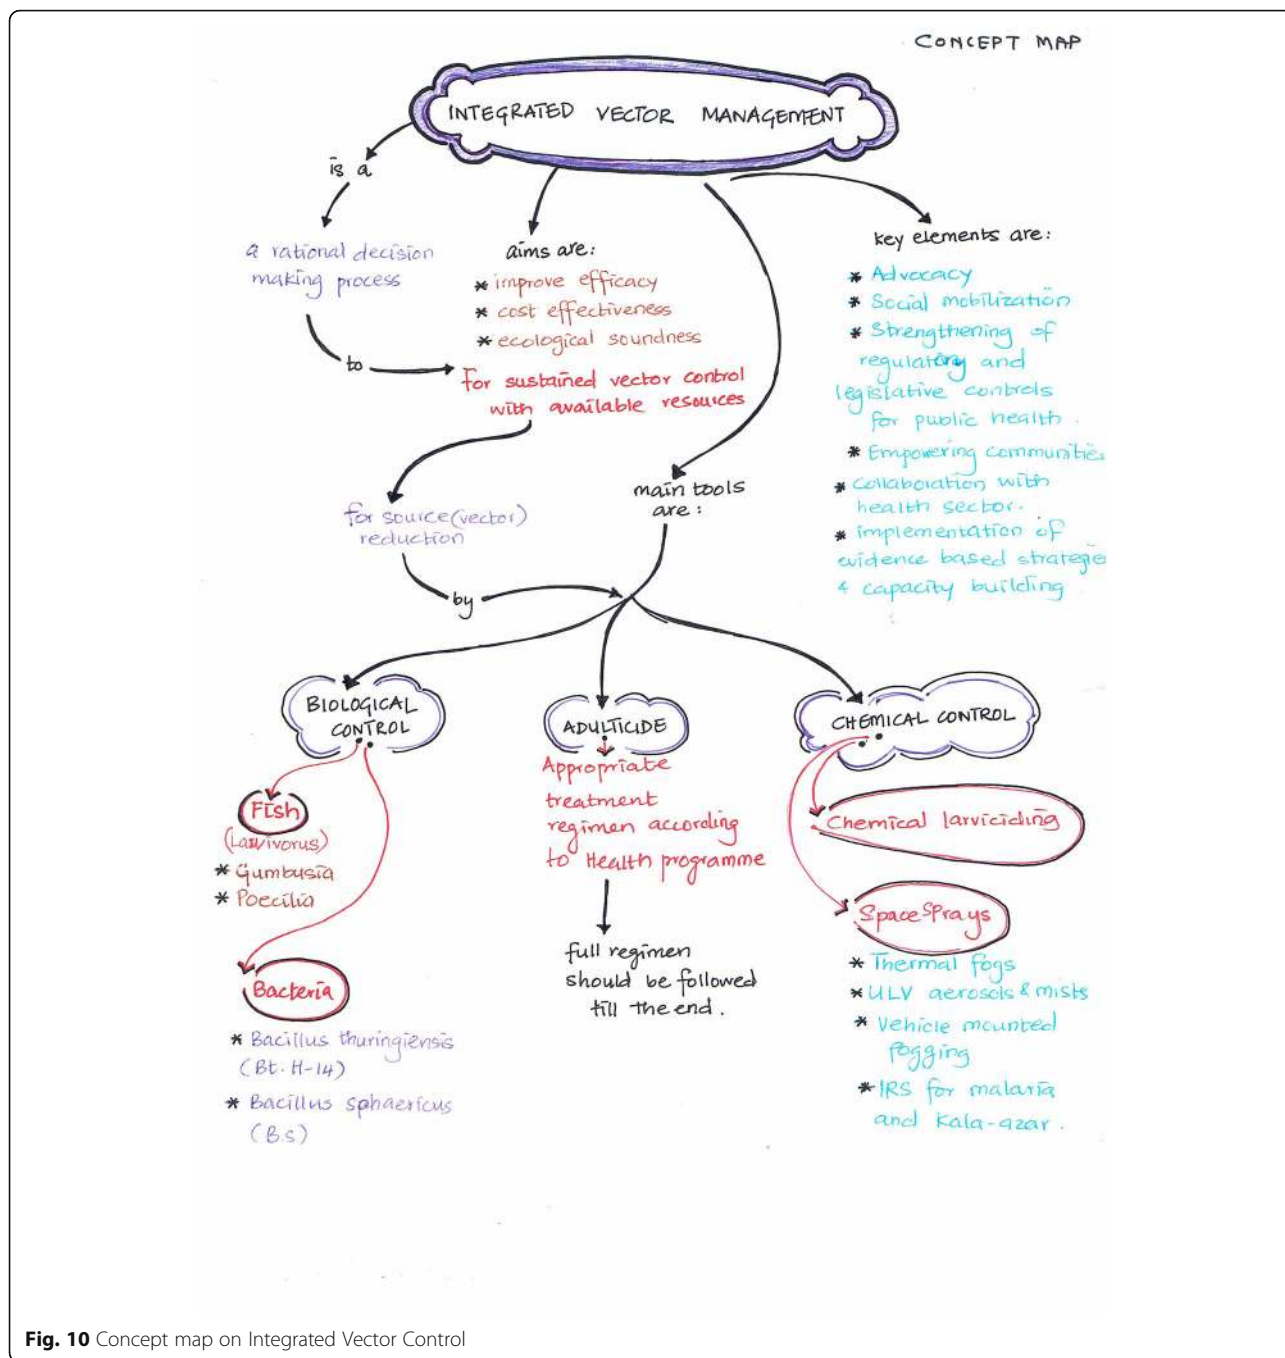 CONCEPT MAP
INTEGRATED VECTOR MANAGEMENT
is a
a rational decision
making process
to
aims are:
* improve efficacy
* cost effectiveness
* ecological soundness
for sustained vector control
with available resources
for source (vector)
reduction
by
main tools
are:
key elements are:
* Advocacy
* Social mobilization
* Strengthening of
regulatory and
legislative controls
for public health.
* Empowering communities
* Collaboration with
health sector.
* implementation of
evidence based strategie
& capacity building
BIOLOGICAL
CONTROL
Fish
(Larvivorus)
* Gumbusia
* Poecilia
Bacteria
* Bacillus thuringiensis
(Bt. H-14)
* Bacillus sphaericus
(B.s)
ADULTICIDE
Appropriate
treatment
regimen according
to Health programme
full regimen
should be followed
till the end.
CHEMICAL CONTROL
Chemical larviciding
Space Sprays
* Thermal fogs
* ULV aerosols & mists
* Vehicle mounted
fogging
* IRS for malaria
and Kala-azar.
Fig. 10 Concept map on Integrated Vector Control